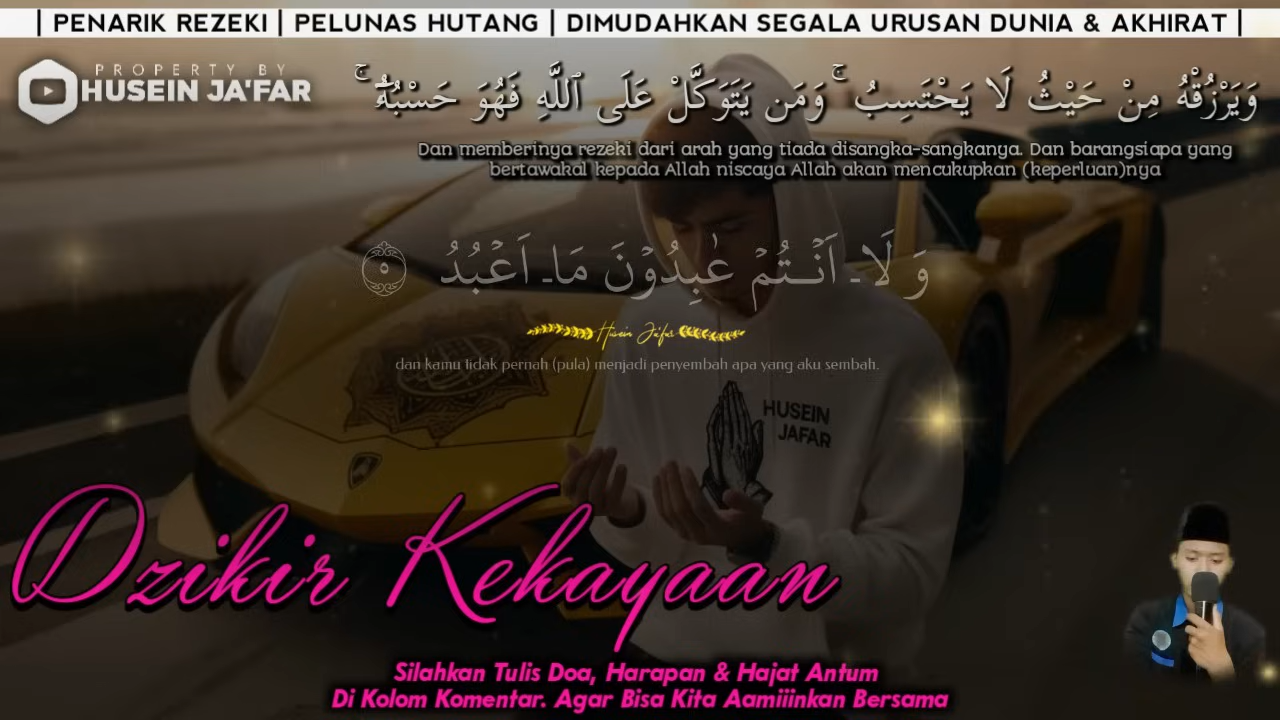 | PENARIK REZEKI | PELUNAS HUTANG | DIMUDAHKAN SEGALA URUSAN DUNIA & AKHIRAT |
PROPERTY BY
HUSEIN JA'FAR
وَيَرْزُقْهُ مِنْ حَيْثُ لَا يَحْتَسِبُ ۚ وَمَن يَتَوَكَّلْ عَلَى ٱللَّهِ فَهُوَ حَسْبُهُۥٓ ۚ
Dan memberinya rezeki dari arah yang tiada disangka-sangkanya. Dan barangsiapa yang
bertawakal kepada Allah niscaya Allah akan mencukupkan (keperluan)nya
وَلَاۤ اَنْـتُمْ عٰبِدُوْنَ مَاۤ اَعْبُدُ ۝٥
Husein Ja'far
dan kamu tidak pernah (pula) menjadi penyembah apa yang aku sembah.
HUSEIN
JAFAR
Dzikir Kekayaan
Silahkan Tulis Doa, Harapan & Hajat Antum
Di Kolom Komentar. Agar Bisa Kita Aamiiinkan Bersama